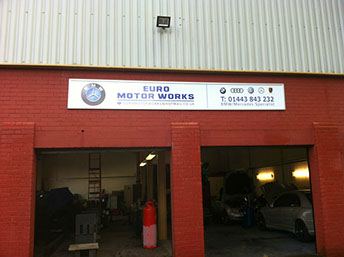 EURO
MOTOR WORKS
T: 01443 843 232
BMW/Mercedes Specialist